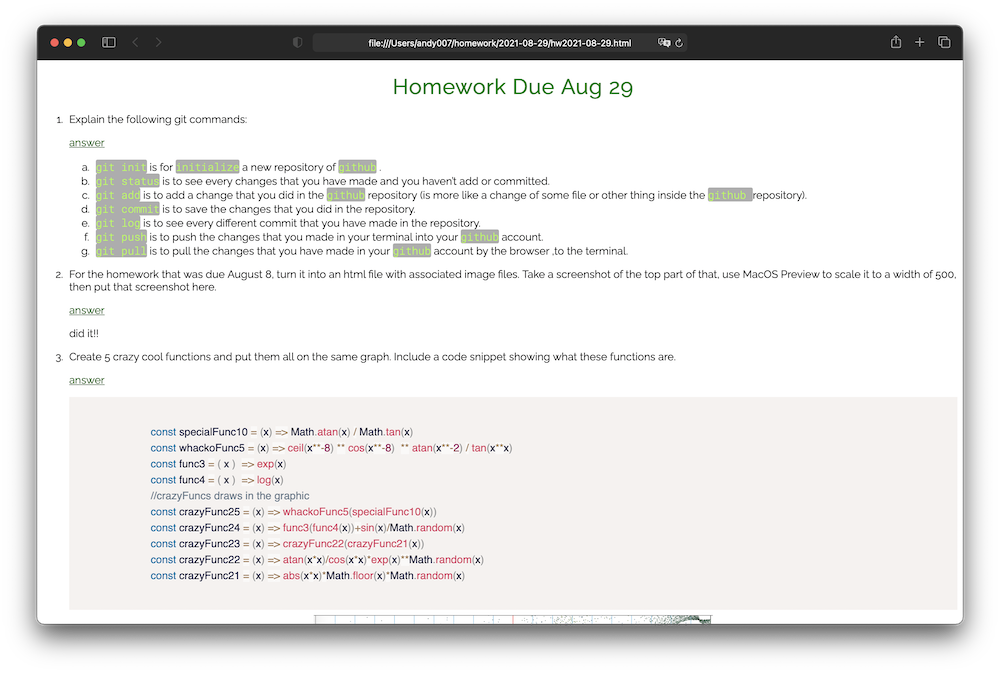 file:///Users/andy007/homework/2021-08-29/hw2021-08-29.html
Homework Due Aug 29
1. Explain the following git commands:
answer
a. git init is for initialize a new repository of github .
b. git status is to see every changes that you have made and you haven't add or committed.
c. git add is to add a change that you did in the github repository (is more like a change of some file or other thing inside the github repository).
d. git commit is to save the changes that you did in the repository.
e. git log is to see every different commit that you have made in the repository.
f. git push is to push the changes that you made in your terminal into your github account.
g. git pull is to pull the changes that you have made in your github account by the browser ,to the terminal.
2. For the homework that was due August 8, turn it into an html file with associated image files. Take a screenshot of the top part of that, use MacOS Preview to scale it to a width of 500,
then put that screenshot here.
answer
did it!!
3. Create 5 crazy cool functions and put them all on the same graph. Include a code snippet showing what these functions are.
answer
const specialFunc10 = (x) => Math.atan(x) / Math.tan(x)
const whackoFunc5 = (x) => ceil(x**-8) ** cos(x**-8)  ** atan(x**-2) / tan(x**x)
const func3 = ( x )  => exp(x)
const func4 = ( x )  => log(x)
//crazyFuncs draws in the graphic
const crazyFunc25 = (x) => whackoFunc5(specialFunc10(x))
const crazyFunc24 = (x) => func3(func4(x))+sin(x)/Math.random(x)
const crazyFunc23 = (x) => crazyFunc22(crazyFunc21(x))
const crazyFunc22 = (x) => atan(x*x)/cos(x*x)*exp(x)**Math.random(x)
const crazyFunc21 = (x) => abs(x*x)*Math.floor(x)*Math.random(x)